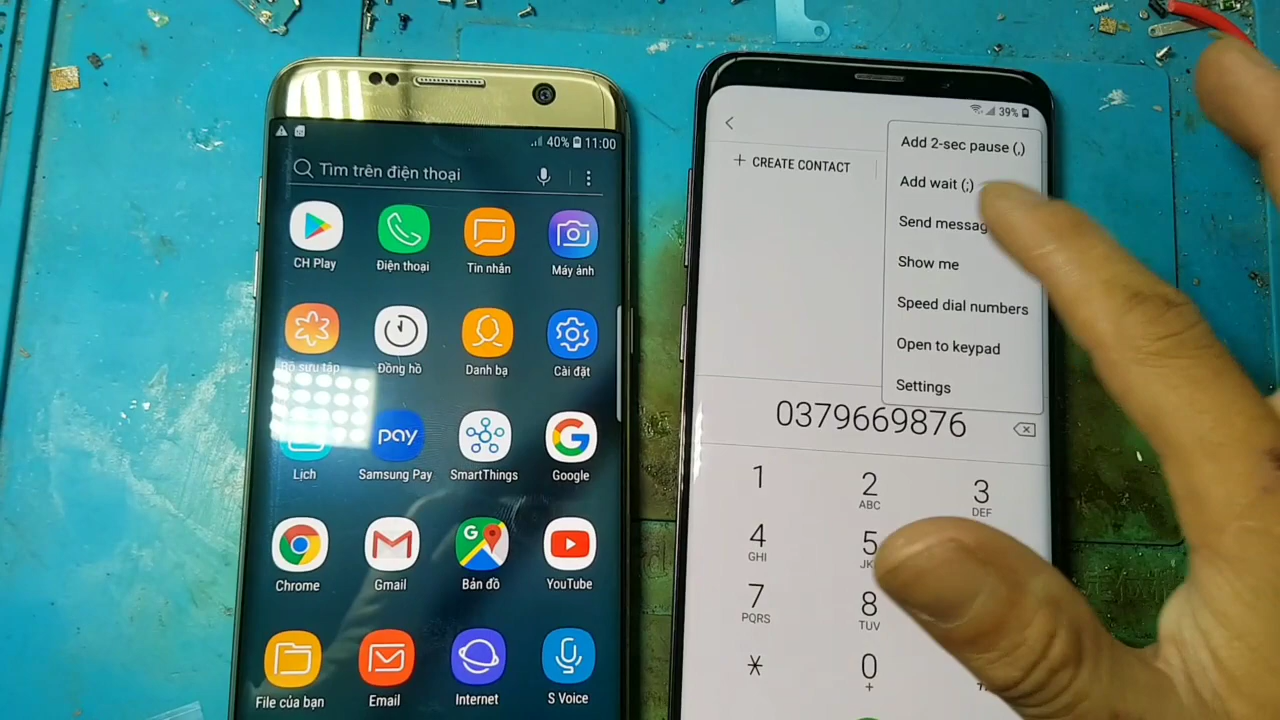 40% 11:00
Tìm trên điện thoại
CH Play
Điện thoại
Tin nhắn
Máy ảnh
Bộ sưu tập
Đồng hồ
Danh bạ
Cài đặt
pay
Lịch
Samsung Pay
SmartThings
Google
Chrome
Gmail
Bản đồ
YouTube
File của bạn
Email
Internet
S Voice
39%
CREATE CONTACT
Add 2-sec pause (,)
Add wait (;)
Send messag
Show me
Speed dial numbers
Open to keypad
Settings
0379669876
1
2
ABC
3
DEF
4
GHI
5
JK
7
PQRS
8
TUV
*
0
+